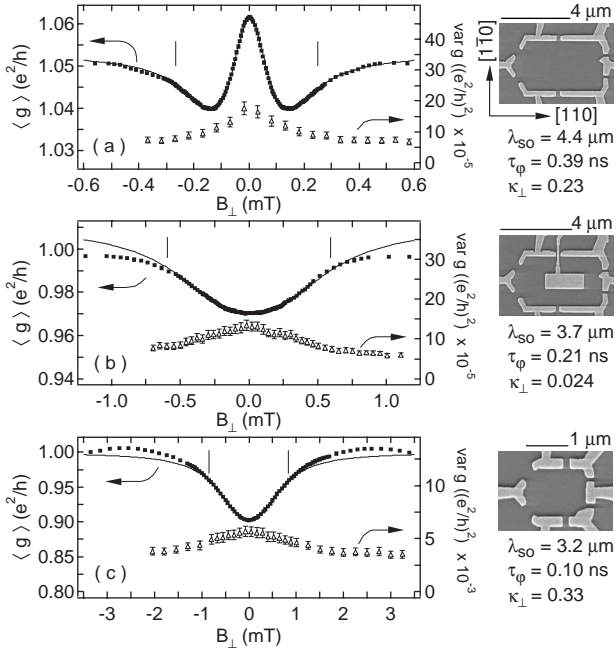 1.06
1.05
1.04
1.03
⟨ g ⟩ (e²/h)
( a )
40
30
20
10
0
var g ((e²/h)²) x 10⁻⁵
-0.6 -0.4 -0.2 0.0 0.2 0.4 0.6
B⊥ (mT)
4 μm
[1̄10]
[110]
λso = 4.4 μm
τφ = 0.39 ns
κ⊥ = 0.23
1.00
0.98
0.96
0.94
⟨ g ⟩ (e²/h)
( b )
30
20
10
0
var g ((e²/h)²) x 10⁻⁵
-1.0 -0.5 0.0 0.5 1.0
B⊥ (mT)
4 μm
λso = 3.7 μm
τφ = 0.21 ns
κ⊥ = 0.024
1.00
0.95
0.90
0.85
0.80
⟨ g ⟩ (e²/h)
( c )
10
5
0
var g ((e²/h)²) x 10⁻³
-3 -2 -1 0 1 2 3
B⊥ (mT)
1 μm
λso = 3.2 μm
τφ = 0.10 ns
κ⊥ = 0.33